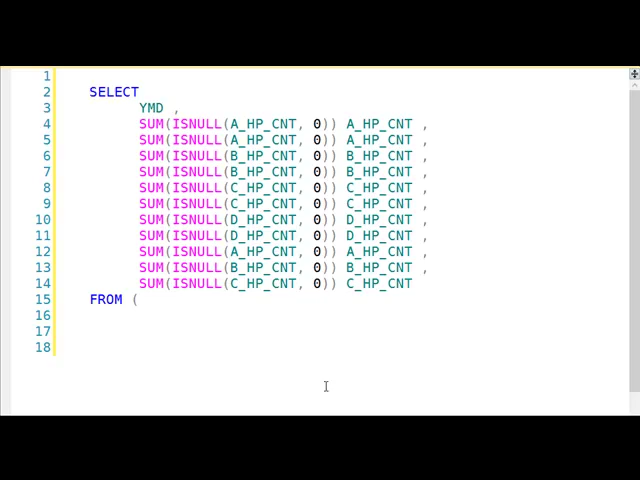 1
2 SELECT
3 YMD ,
4 SUM(ISNULL(A_HP_CNT, 0)) A_HP_CNT ,
5 SUM(ISNULL(A_HP_CNT, 0)) A_HP_CNT ,
6 SUM(ISNULL(B_HP_CNT, 0)) B_HP_CNT ,
7 SUM(ISNULL(B_HP_CNT, 0)) B_HP_CNT ,
8 SUM(ISNULL(C_HP_CNT, 0)) C_HP_CNT ,
9 SUM(ISNULL(C_HP_CNT, 0)) C_HP_CNT ,
10 SUM(ISNULL(D_HP_CNT, 0)) D_HP_CNT ,
11 SUM(ISNULL(D_HP_CNT, 0)) D_HP_CNT ,
12 SUM(ISNULL(A_HP_CNT, 0)) A_HP_CNT ,
13 SUM(ISNULL(B_HP_CNT, 0)) B_HP_CNT ,
14 SUM(ISNULL(C_HP_CNT, 0)) C_HP_CNT
15 FROM (
16
17
18